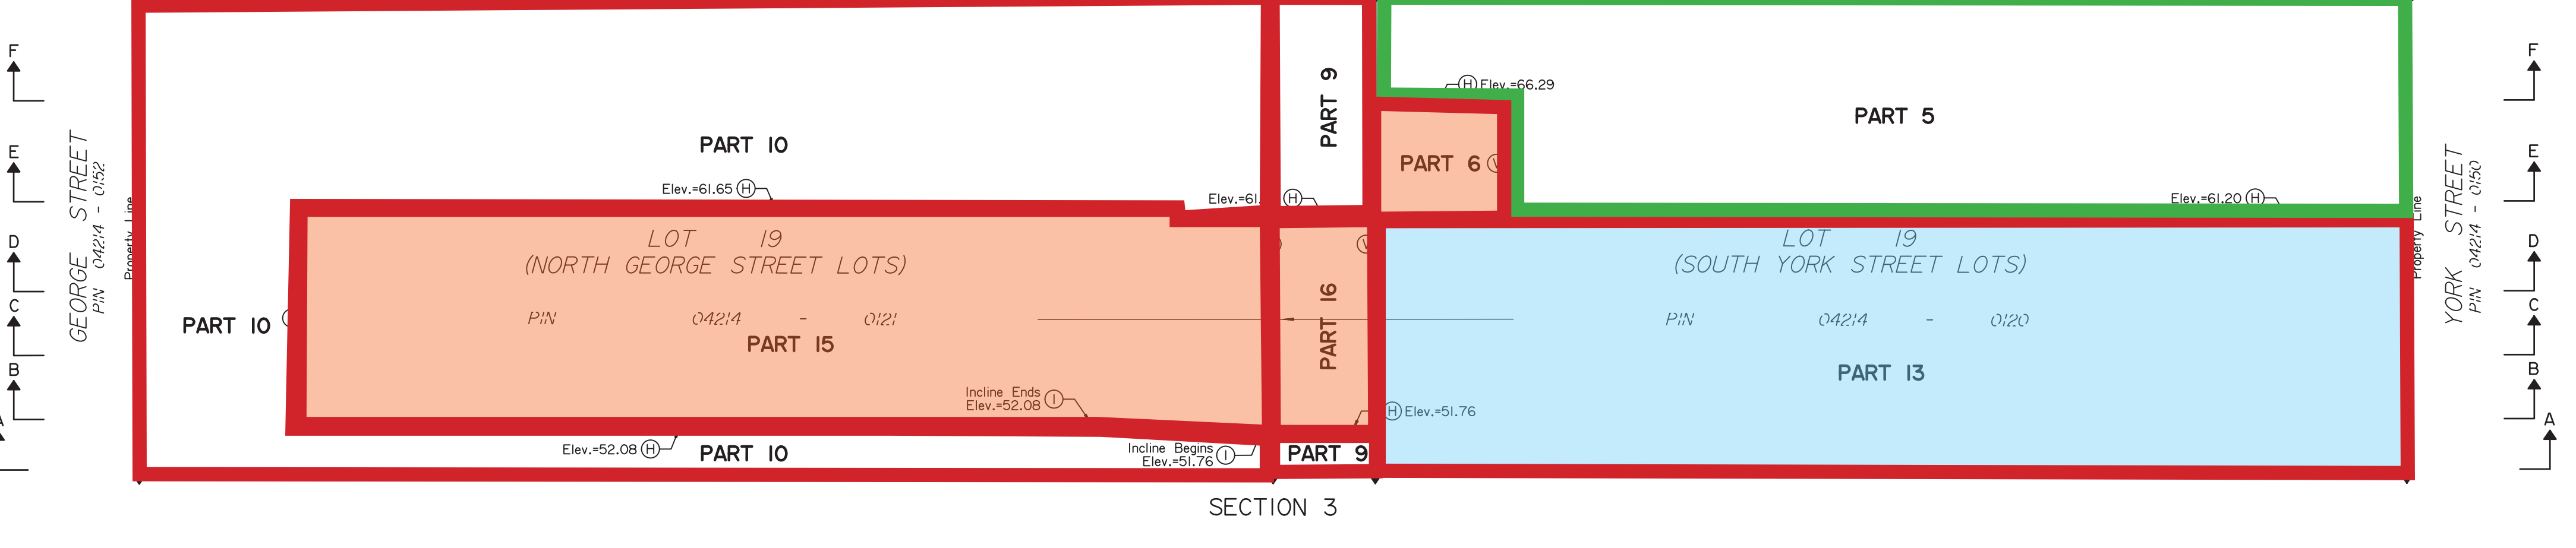 F
F
PART 9
Elev.=66.29
PART 5
PART 10
E
E
GEORGE STREET
PIN 04214 - 0152
Property Line
PART 6
YORK STREET
PIN 04214 - 0150
Property Line
Elev.=61.65 H
Elev.=61. H
Elev.=61.20 H
D
D
LOT 19
(NORTH GEORGE STREET LOTS)
LOT 19
(SOUTH YORK STREET LOTS)
C
C
PART 10
PIN 04214 - 0121
PART 16
PIN 04214 - 0120
PART 15
PART 13
B
B
Incline Ends
Elev.=52.08 I
H Elev.=51.76
A
Elev.=52.08 H
PART 10
Incline Begins
Elev.=51.76 I
PART 9
SECTION 3